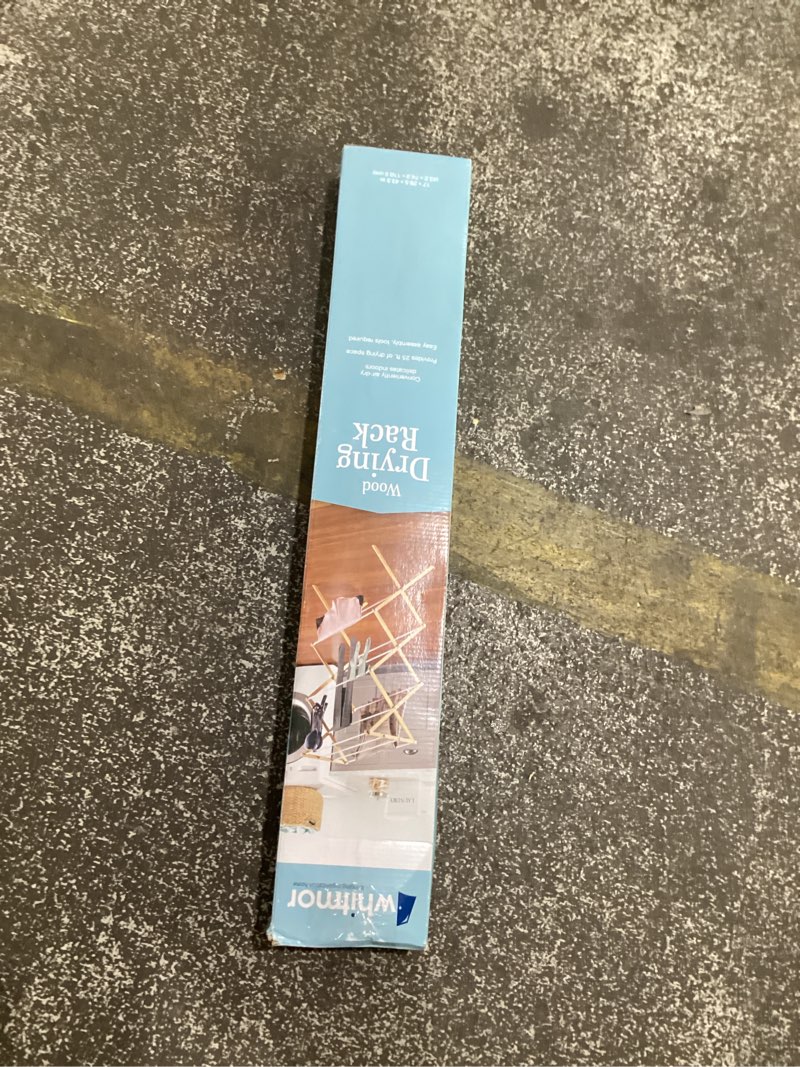 whitmor
LAUNDRY
Wood
Drying
Rack
Conveniently air-dry
delicates indoors
Provides 25 ft. of drying space
Easy assembly, tools required